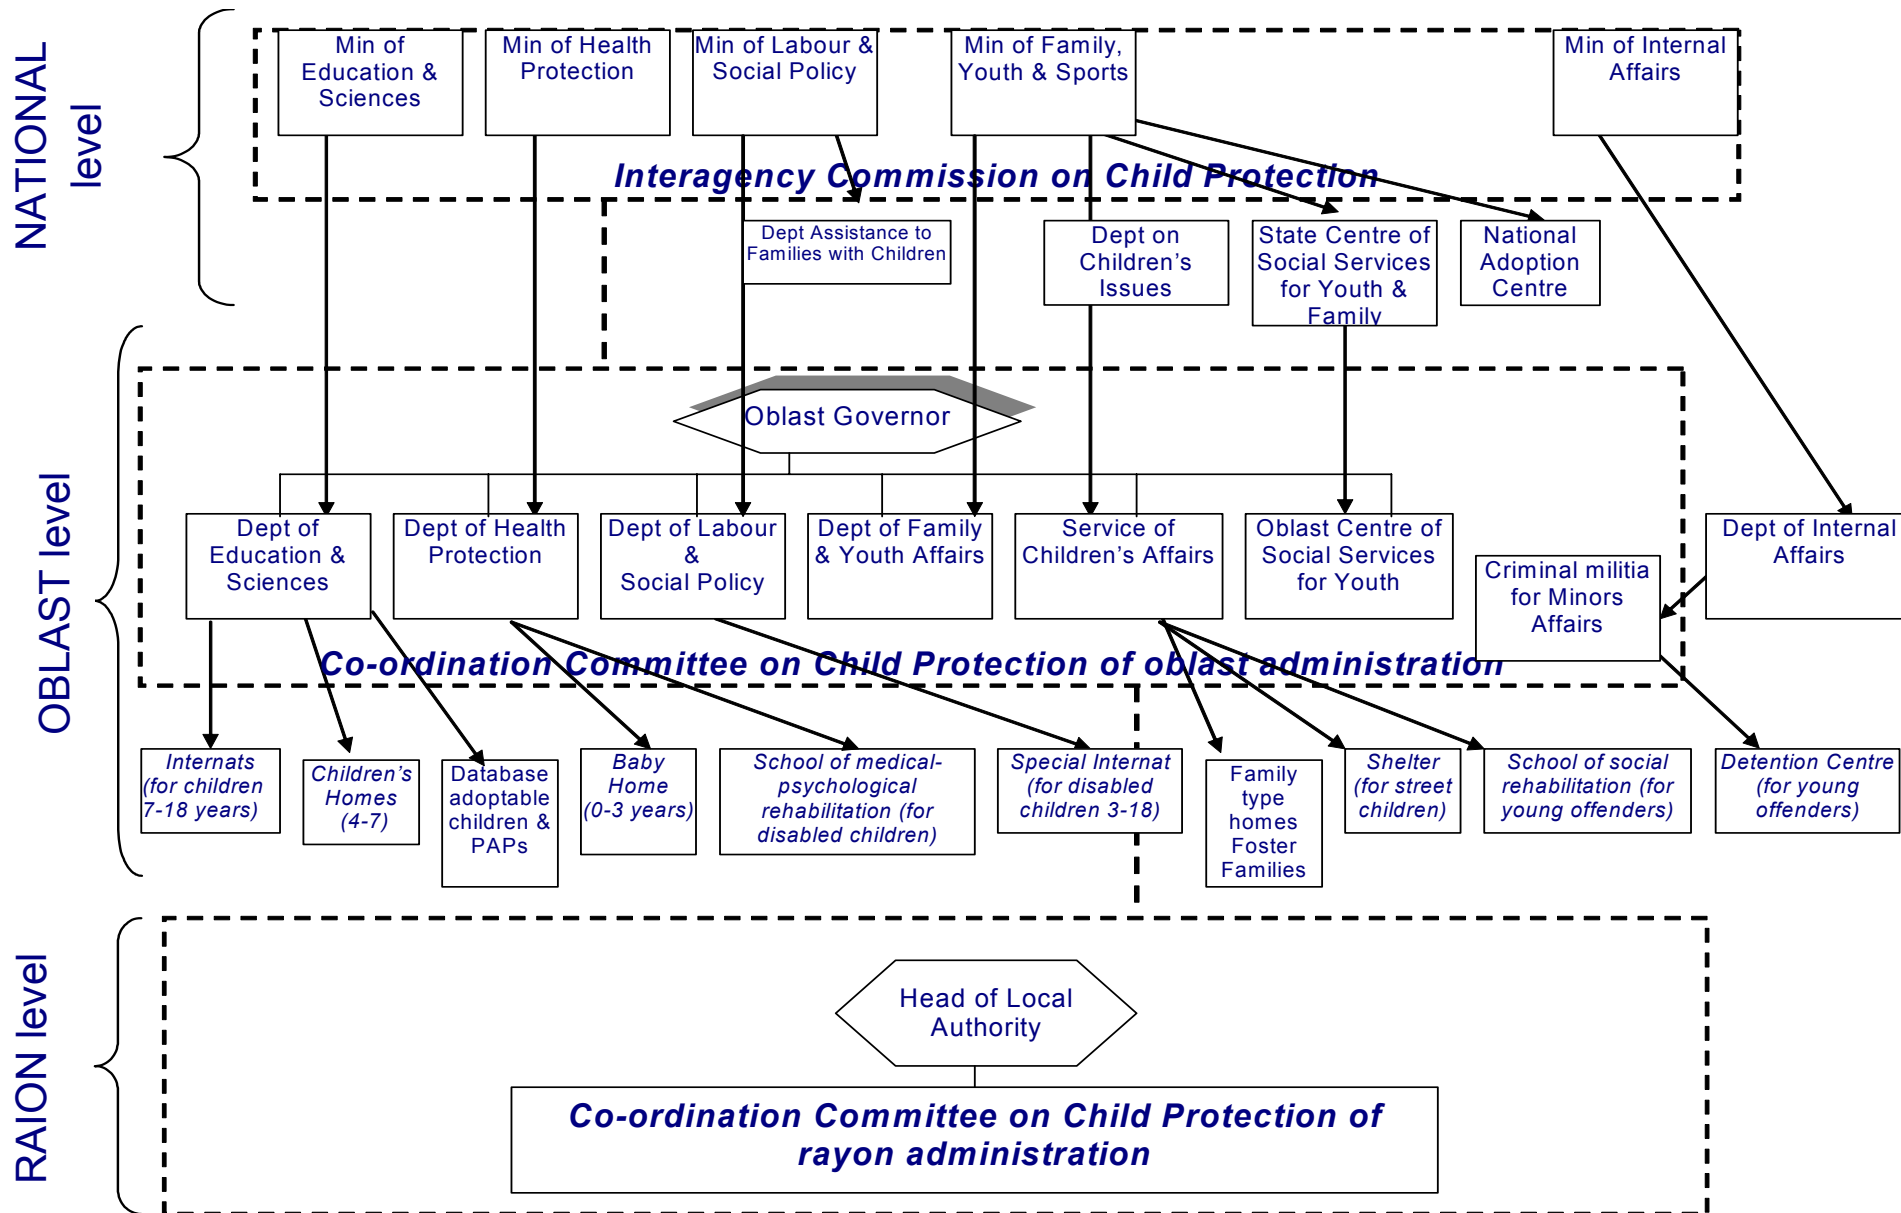 NATIONAL
level
Min of
Education &
Sciences
Min of Health
Protection
Min of Labour &
Social Policy
Min of Family,
Youth & Sports
Min of Internal
Affairs
Interagency Commission on Child Protection
Dept Assistance to
Families with Children
Dept on
Children's
Issues
State Centre of
Social Services
for Youth &
Family
National
Adoption
Centre
OBLAST level
Oblast Governor
Dept of
Education &
Sciences
Dept of Health
Protection
Dept of Labour
&
Social Policy
Dept of Family
& Youth Affairs
Service of
Children's Affairs
Oblast Centre of
Social Services
for Youth
Criminal militia
for Minors
Affairs
Dept of Internal
Affairs
Co-ordination Committee on Child Protection of oblast administration
Internats
(for children
7-18 years)
Children's
Homes
(4-7)
Database
adoptable
children &
PAPs
Baby
Home
(0-3 years)
School of medical-
psychological
rehabilitation (for
disabled children)
Special Internat
(for disabled
children 3-18)
Family
type
homes
Foster
Families
Shelter
(for street
children)
School of social
rehabilitation (for
young offenders)
Detention Centre
(for young
offenders)
RAION level
Head of Local
Authority
Co-ordination Committee on Child Protection of
rayon administration